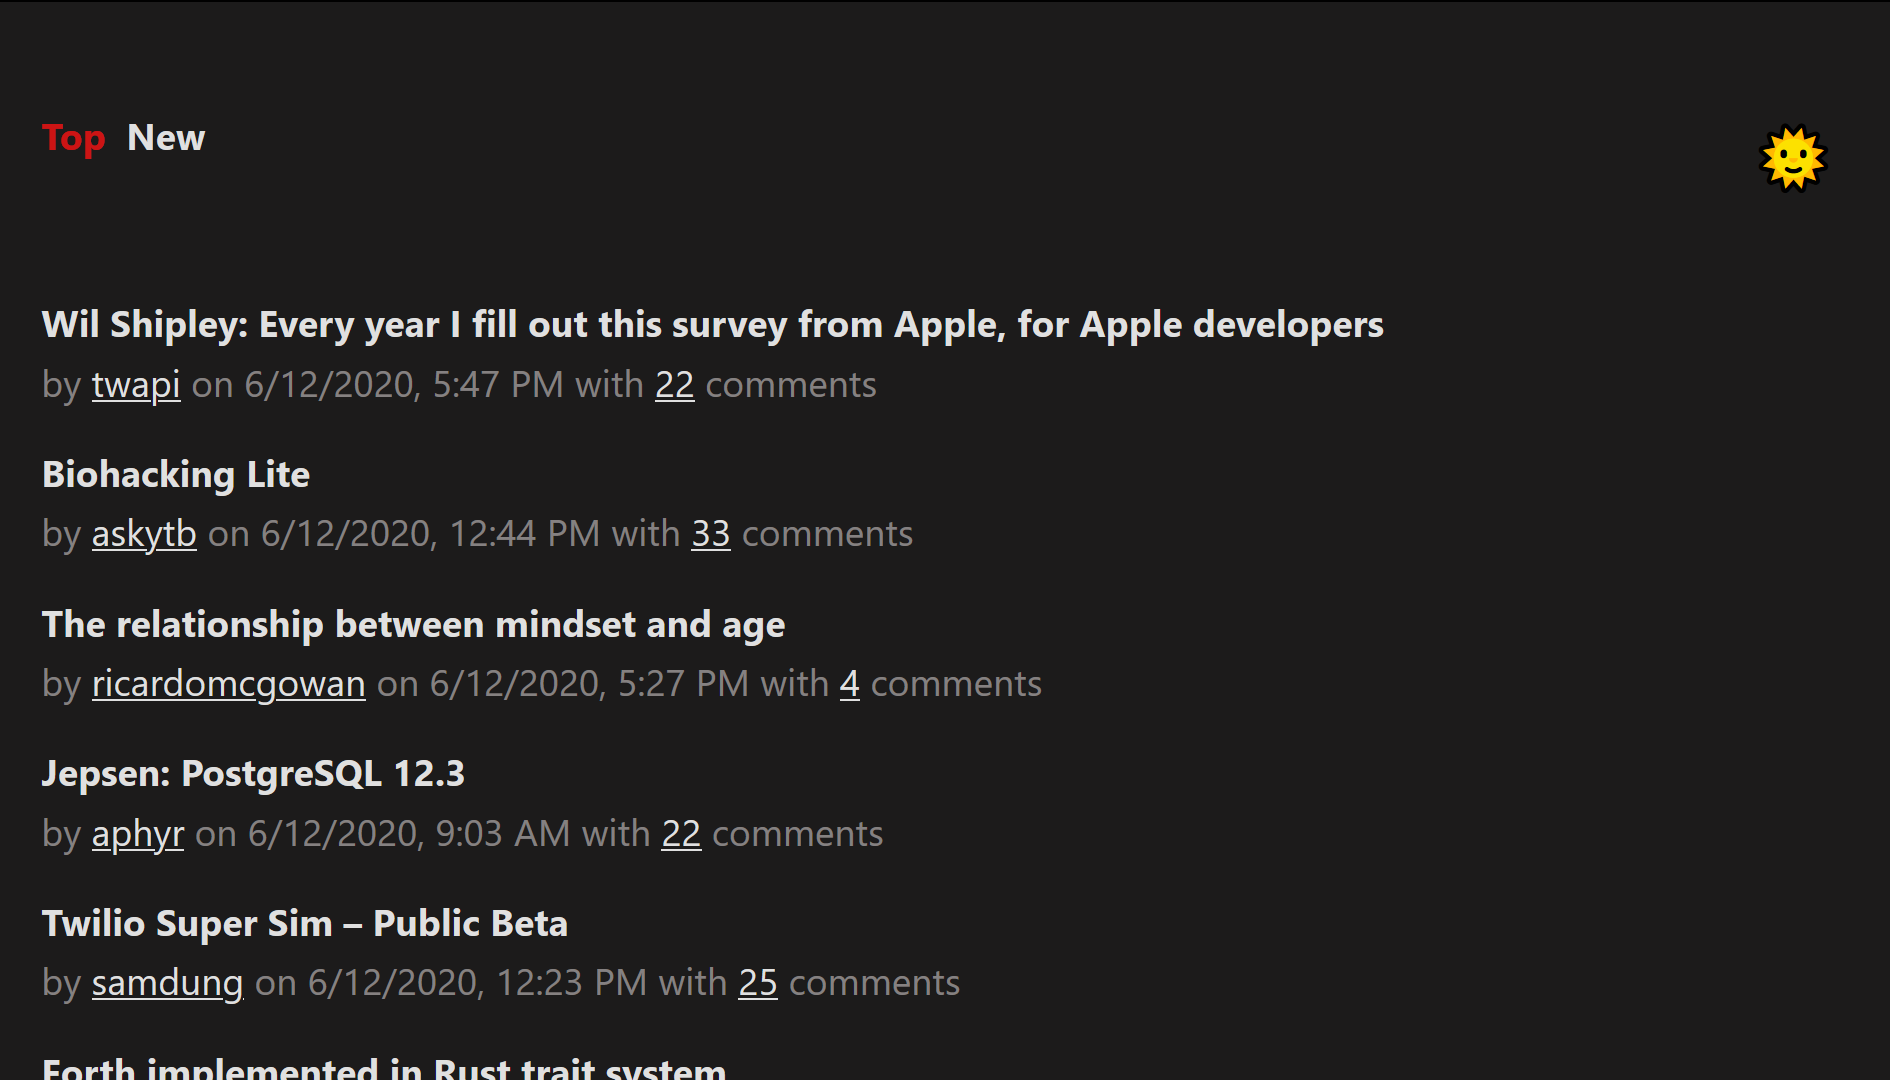 Top New
Wil Shipley: Every year I fill out this survey from Apple, for Apple developers
by twapi on 6/12/2020, 5:47 PM with 22 comments
Biohacking Lite
by askytb on 6/12/2020, 12:44 PM with 33 comments
The relationship between mindset and age
by ricardomcgowan on 6/12/2020, 5:27 PM with 4 comments
Jepsen: PostgreSQL 12.3
by aphyr on 6/12/2020, 9:03 AM with 22 comments
Twilio Super Sim – Public Beta
by samdung on 6/12/2020, 12:23 PM with 25 comments
Forth implemented in Rust trait system